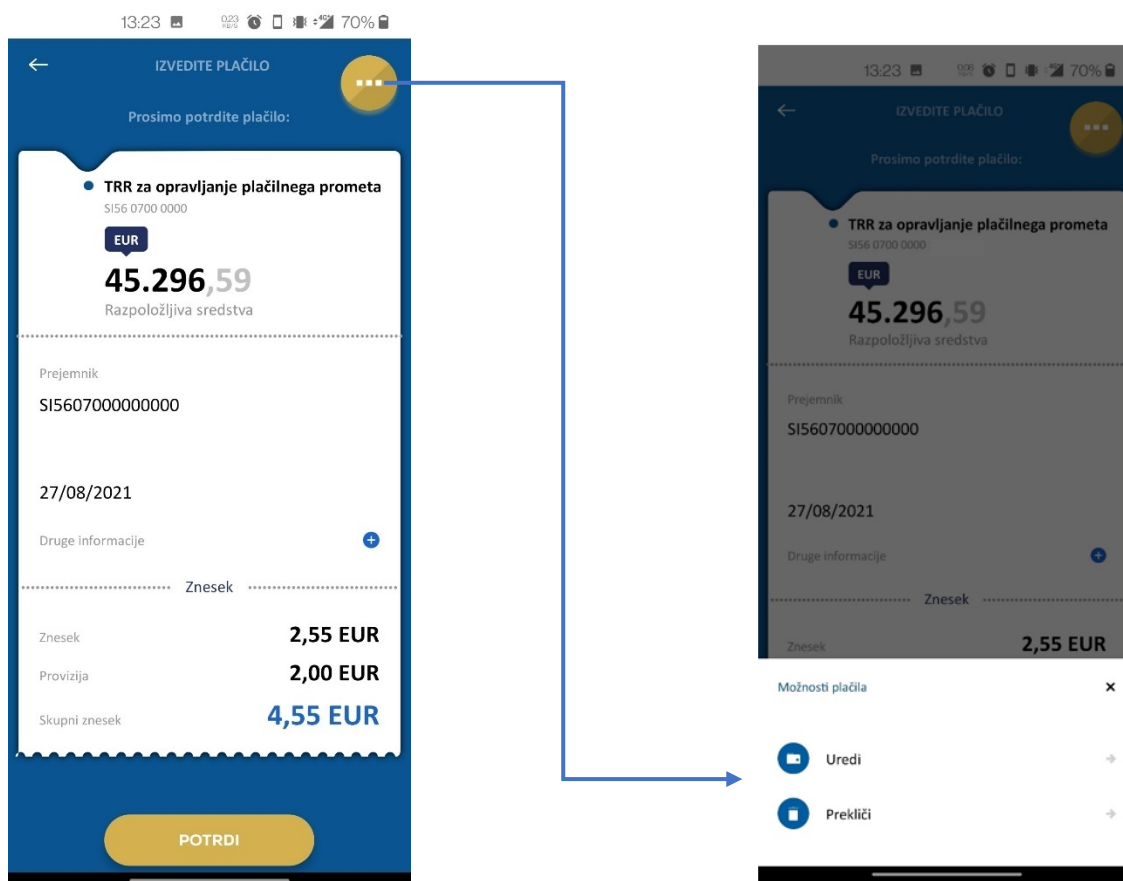 13:23 70%
IZVEDITE PLAČILO
Prosimo potrdite plačilo:
TRR za opravljanje plačilnega prometa
SI56 0700 0000
EUR
45.296,59
Razpoložljiva sredstva
Prejemnik
SI5607000000000
27/08/2021
Druge informacije
Znesek
Znesek 2,55 EUR
Provizija 2,00 EUR
Skupni znesek 4,55 EUR
POTRDI
13:23 70%
IZVEDITE PLAČILO
Prosimo potrdite plačilo:
TRR za opravljanje plačilnega prometa
SI56 0700 0000
EUR
45.296,59
Razpoložljiva sredstva
Prejemnik
SI5607000000000
27/08/2021
Druge informacije
Znesek
Znesek 2,55 EUR
Možnosti plačila
Uredi
Prekliči